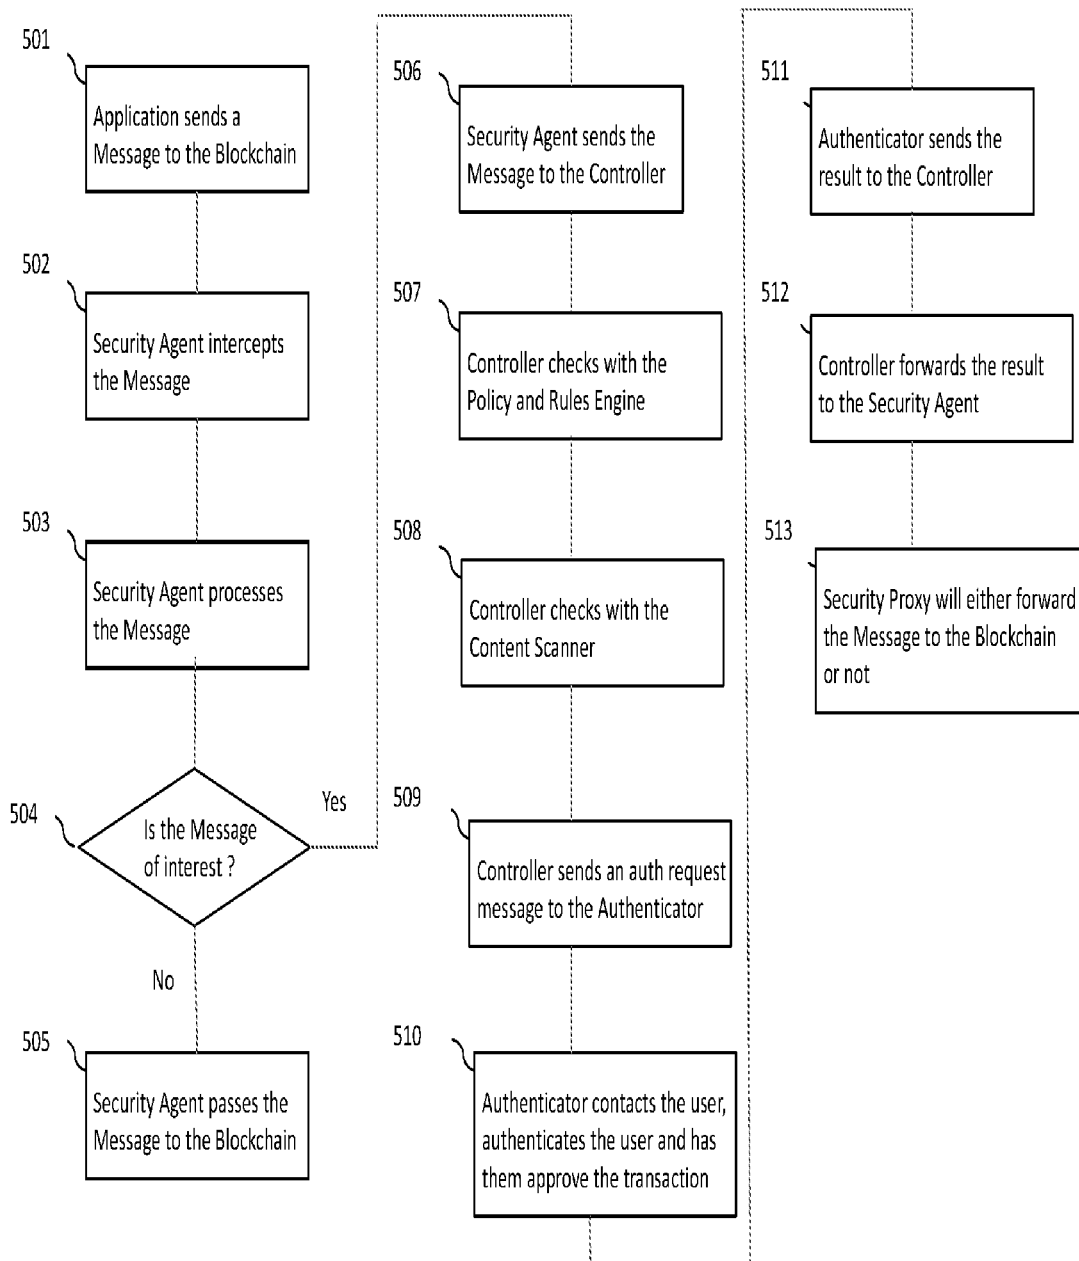 501
Application sends a
Message to the Blockchain
502
Security Agent intercepts
the Message
503
Security Agent processes
the Message
504
Is the Message
of interest ?
Yes
No
505
Security Agent passes the
Message to the Blockchain
506
Security Agent sends the
Message to the Controller
507
Controller checks with the
Policy and Rules Engine
508
Controller checks with the
Content Scanner
509
Controller sends an auth request
message to the Authenticator
510
Authenticator contacts the user,
authenticates the user and has
them approve the transaction
511
Authenticator sends the
result to the Controller
512
Controller forwards the result
to the Security Agent
513
Security Proxy will either forward
the Message to the Blockchain
or not